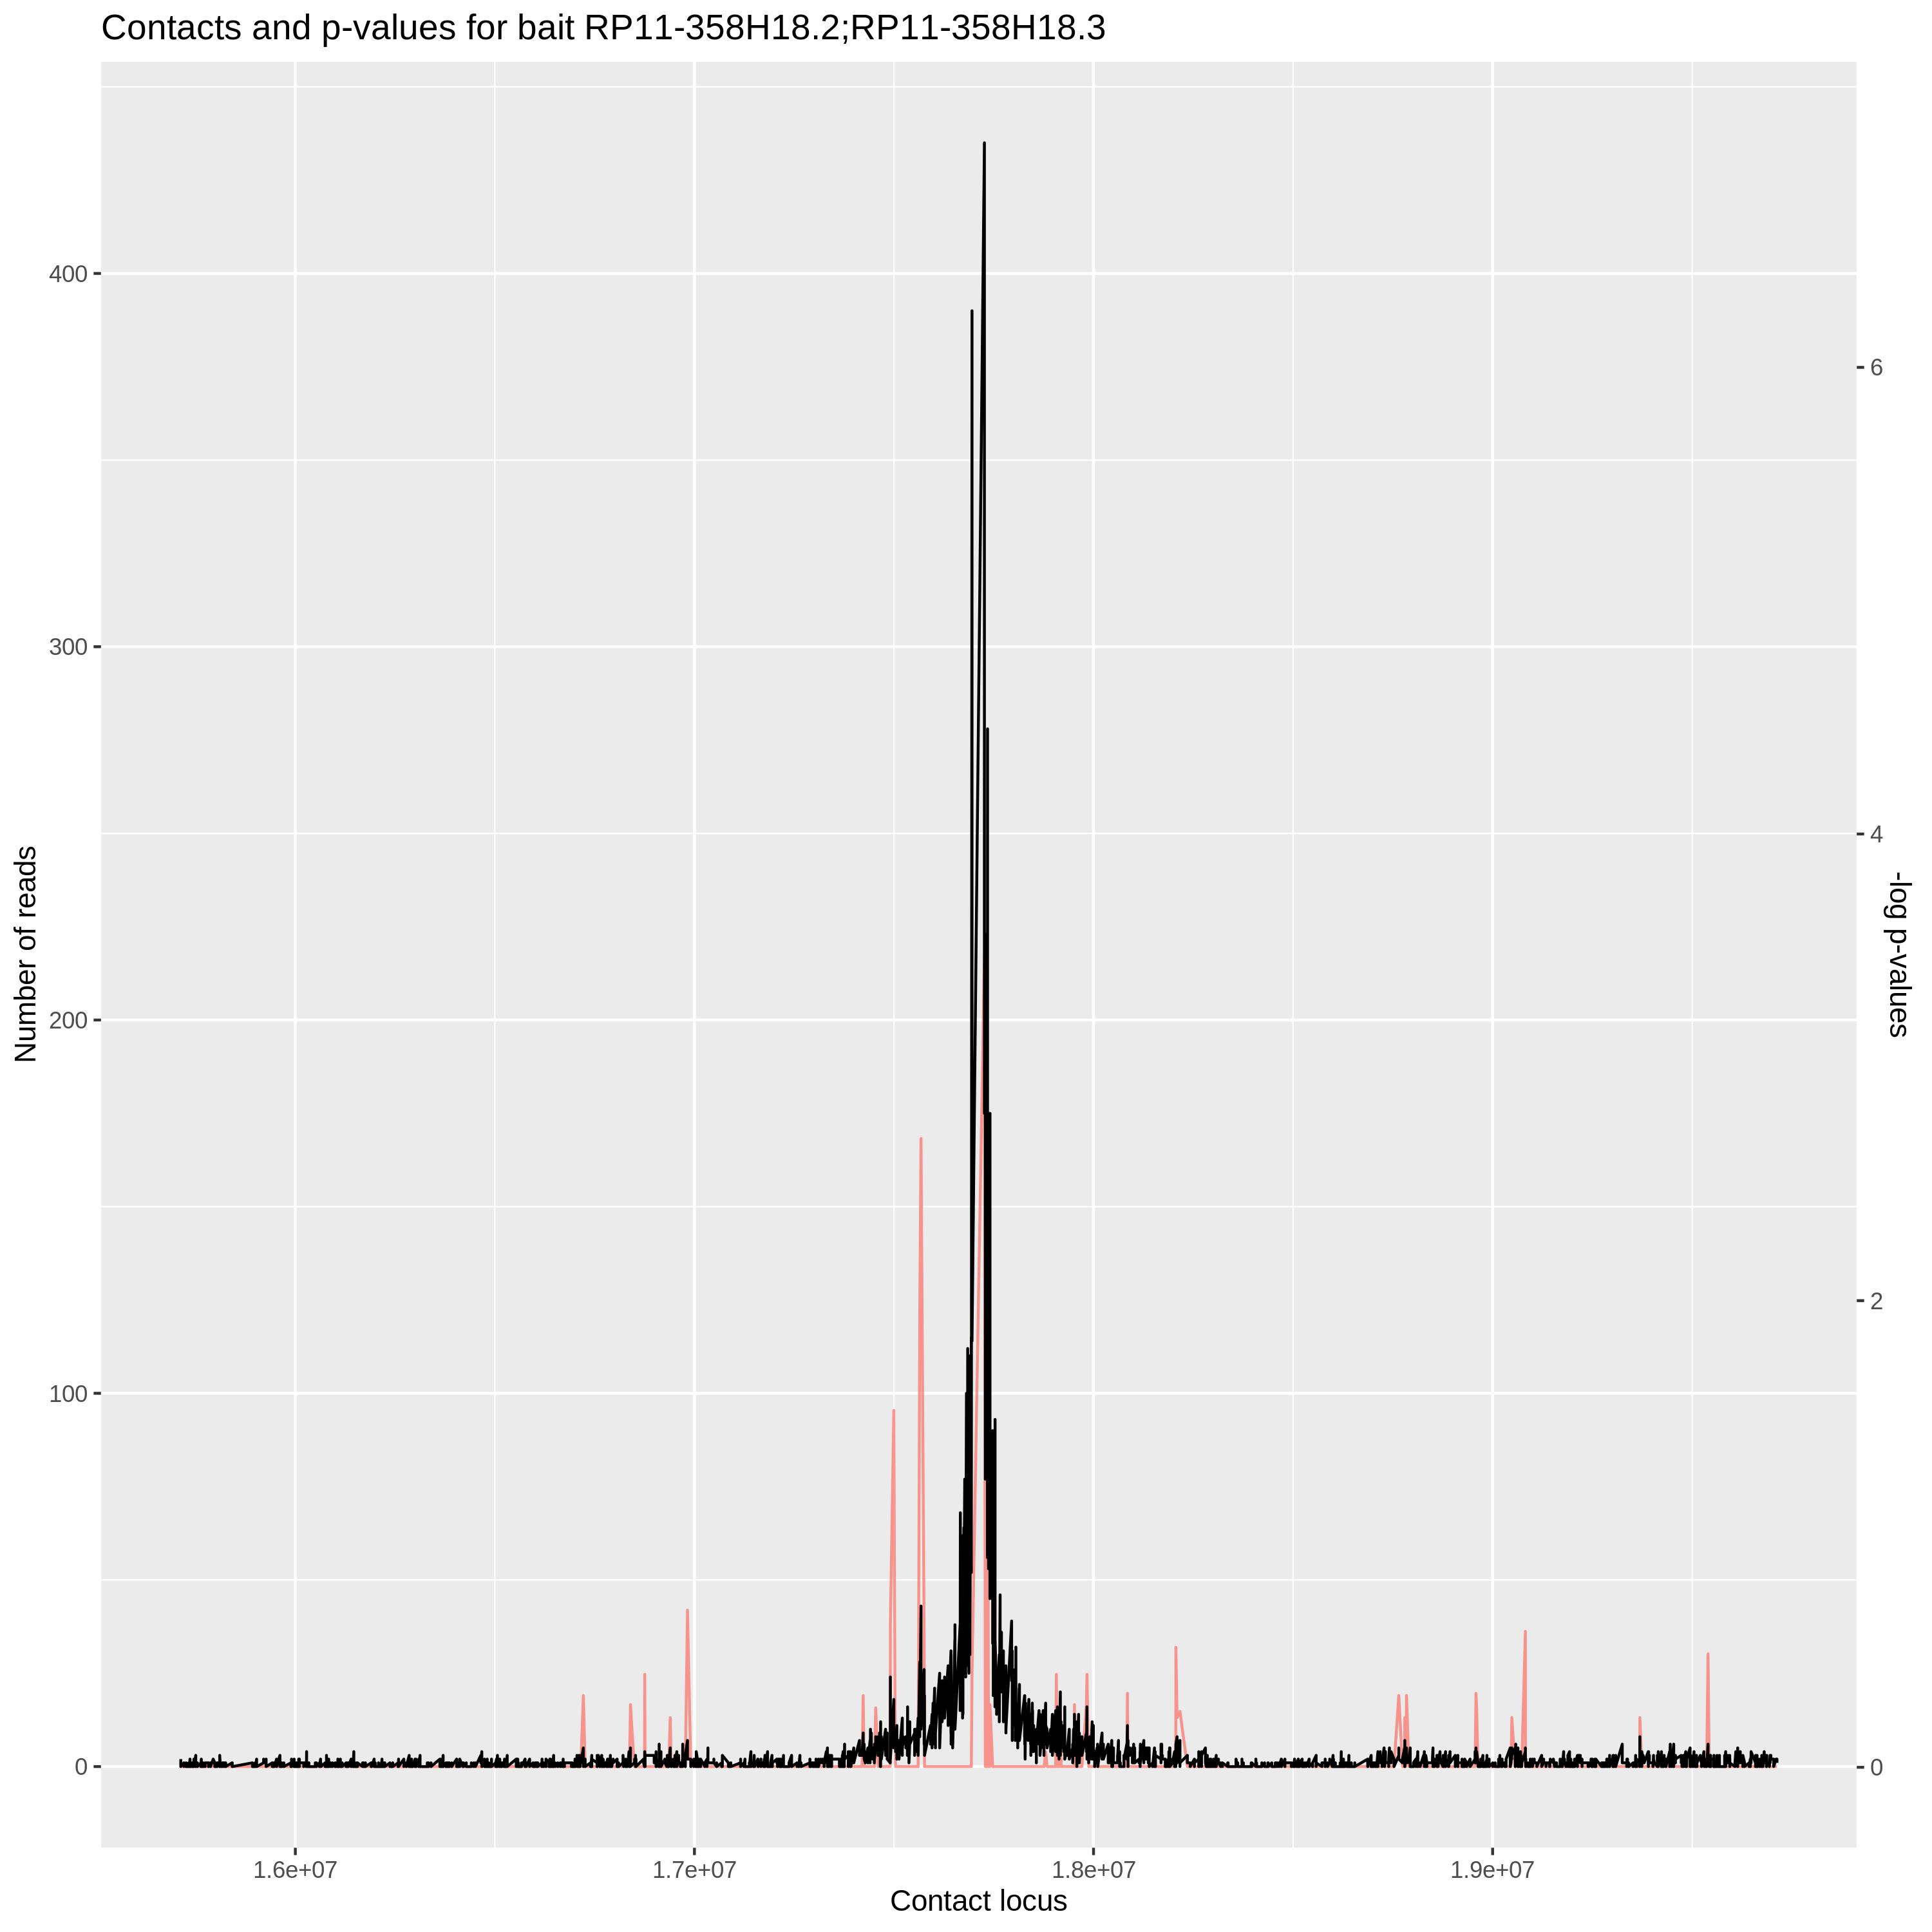 Contacts and p-values for bait RP11-358H18.2;RP11-358H18.3
400
300
200
100
0
Number of reads
6
4
2
0
-log p-values
1.6e+07
1.7e+07
1.8e+07
1.9e+07
Contact locus